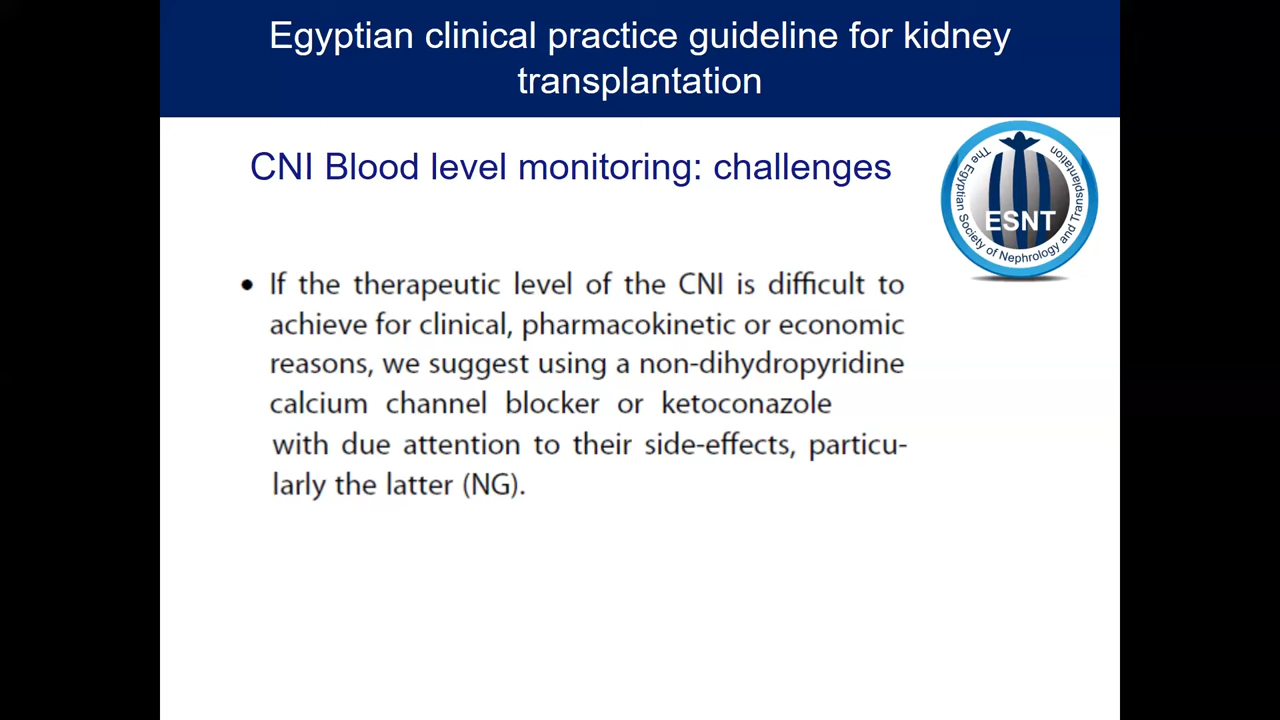 Egyptian clinical practice guideline for kidney
transplantation
CNI Blood level monitoring: challenges
The Egyptian Society of Nephrology and Transplantation
ESNT
• If the therapeutic level of the CNI is difficult to
achieve for clinical, pharmacokinetic or economic
reasons, we suggest using a non-dihydropyridine
calcium channel blocker or ketoconazole
with due attention to their side-effects, particu-
larly the latter (NG).